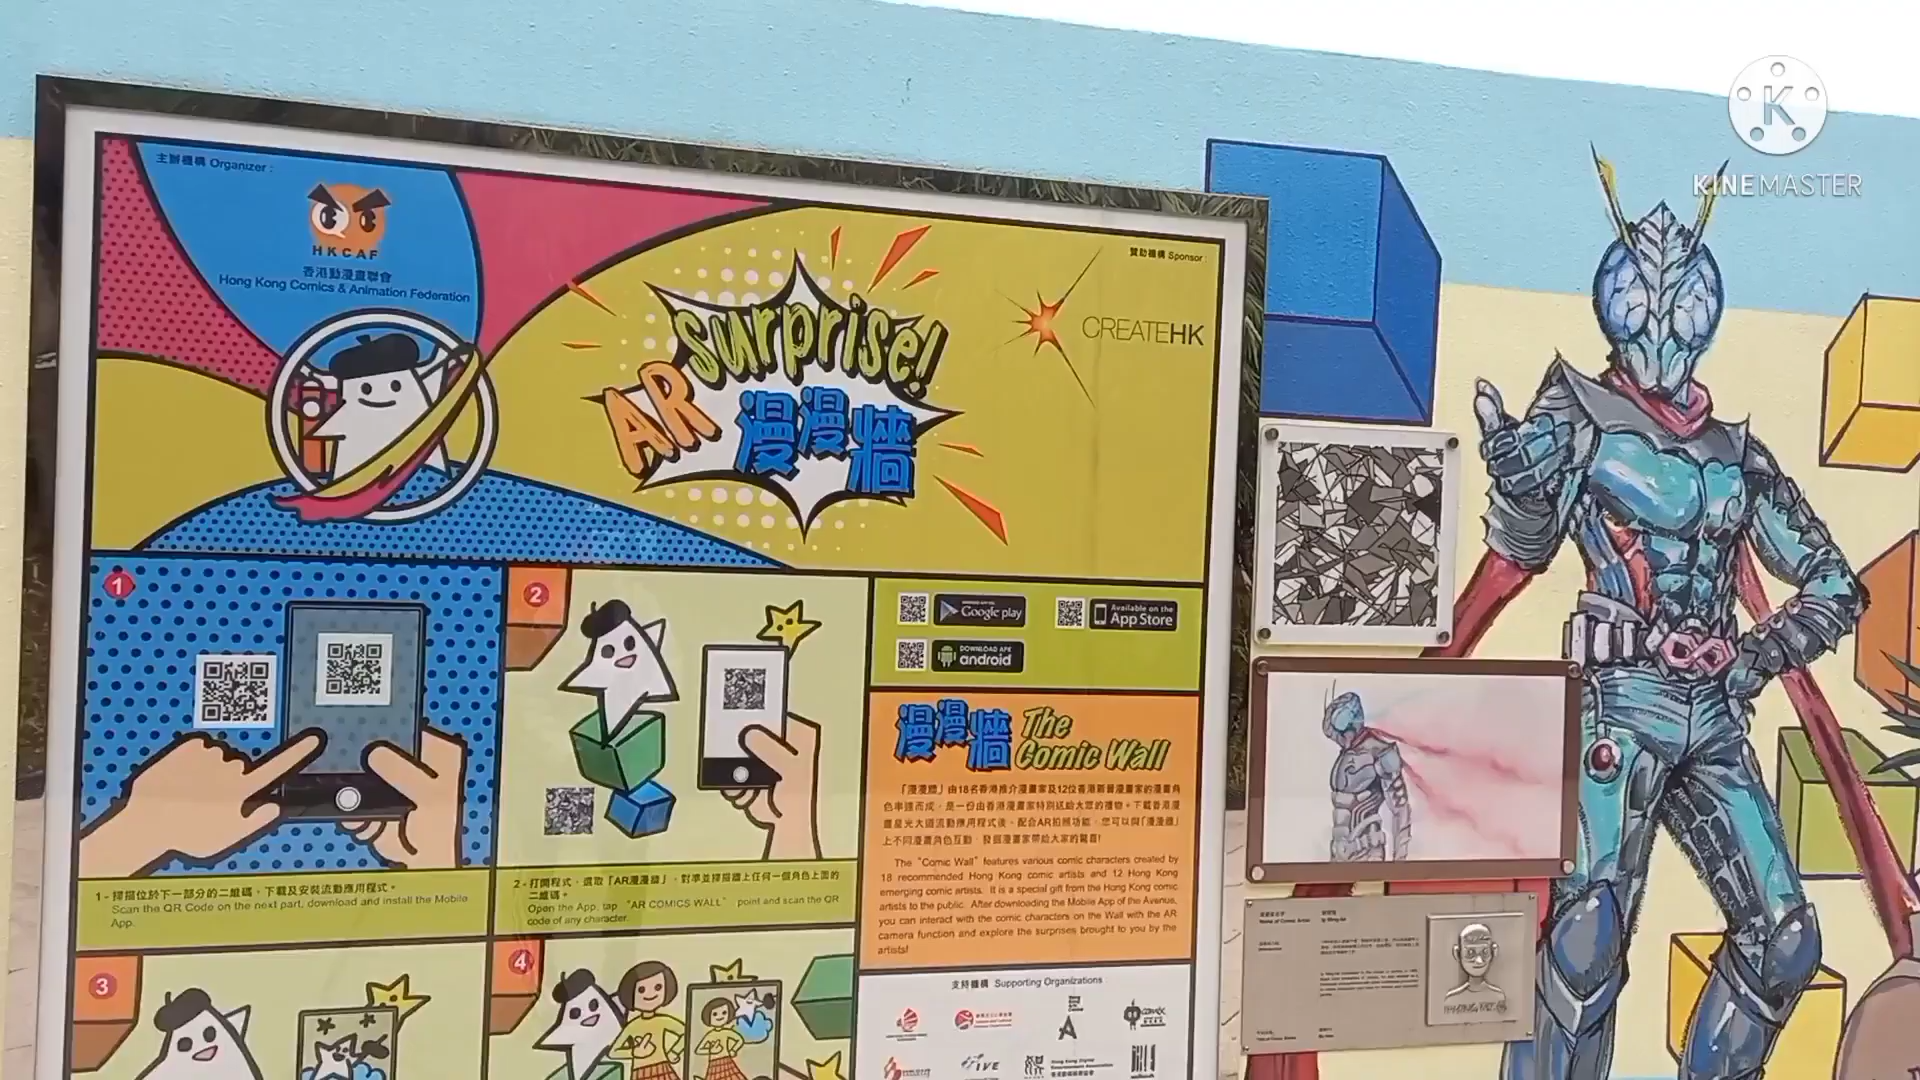 主辦機構 Organizer :
HKCAF
香港動漫畫聯會
Hong Kong Comics & Animation Federation
Surprise!
AR
漫漫牆
贊助機構 Sponsor :
CREATEHK
K
KINEMASTER
1
2
Google play
Available on the
App Store
DOWNLOAD APK
android
漫漫牆 The
Comic Wall
「漫漫牆」由18名香港推介漫畫家及12位香港新晉漫畫家的漫畫角
色串連而成，是一份由香港漫畫家特別送給大眾的禮物。下載香港漫
畫星光大道流動應用程式後，配合AR拍照功能，您可以與「漫漫牆」
上不同漫畫角色互動，發掘漫畫家帶給大家的驚喜!
The "Comic Wall" features various comic characters created by
18 recommended Hong Kong comic artists and 12 Hong Kong
emerging comic artists. It is a special gift from the Hong Kong comic
artists to the public. After downloading the Mobile App of the Avenue,
you can interact with the comic characters on the Wall with the AR
camera function and explore the surprises brought to you by the
artists!
1 - 掃描位於下一部分的二維碼，下載及安裝流動應用程式。
Scan the QR Code on the next part, download and install the Mobile
App.
2 - 打開程式，選取「AR漫漫牆」，對準並掃描牆上任何一個角色上面的
二維碼。
Open the App, tap "AR COMICS WALL" point and scan the QR
code of any character.
3
4
支持機構 Supporting Organizations
IVE